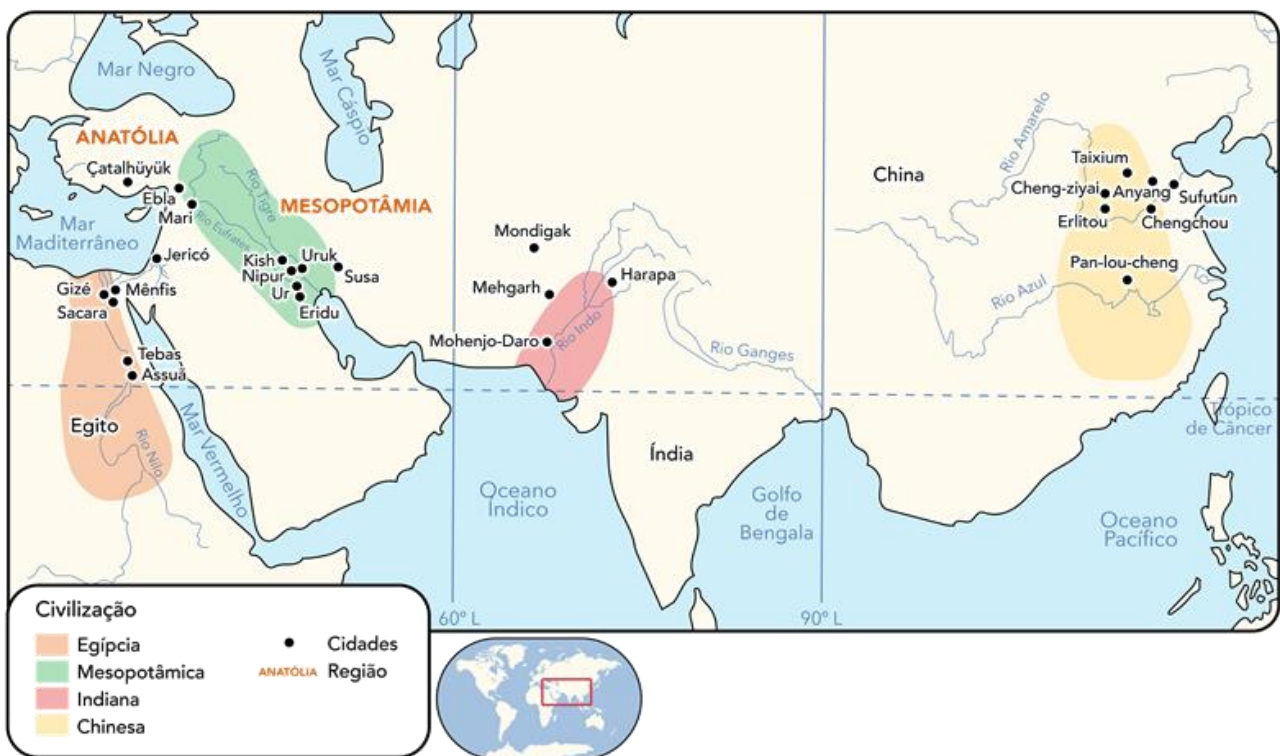 Mar Negro
Mar Cáspio
ANATÓLIA
Çatalhüyük
Ebla
Mari
Rio Tigre
MESOPOTÂMIA
Rio Eufrates
Mar
Mediterrâneo
Jericó
Kish
Uruk
Nipur
Susa
Ur
Eridu
Gizé
Mênfis
Sacara
Tebas
Assuã
Egito
Rio Nilo
Mar Vermelho
Mondigak
Mehgarh
Harapa
Mohenjo-Daro
Rio Indo
Rio Ganges
Índia
Oceano
Índico
Golfo
de
Bengala
China
Rio Amarelo
Taixium
Cheng-ziyai
Anyang
Sufutun
Erlitou
Chengchou
Pan-lou-cheng
Rio Azul
Trópico
de Câncer
Oceano
Pacífico
60º L
90º L
Civilização
Egípcia
Mesopotâmica
Indiana
Chinesa
Cidades
ANATÓLIA Região